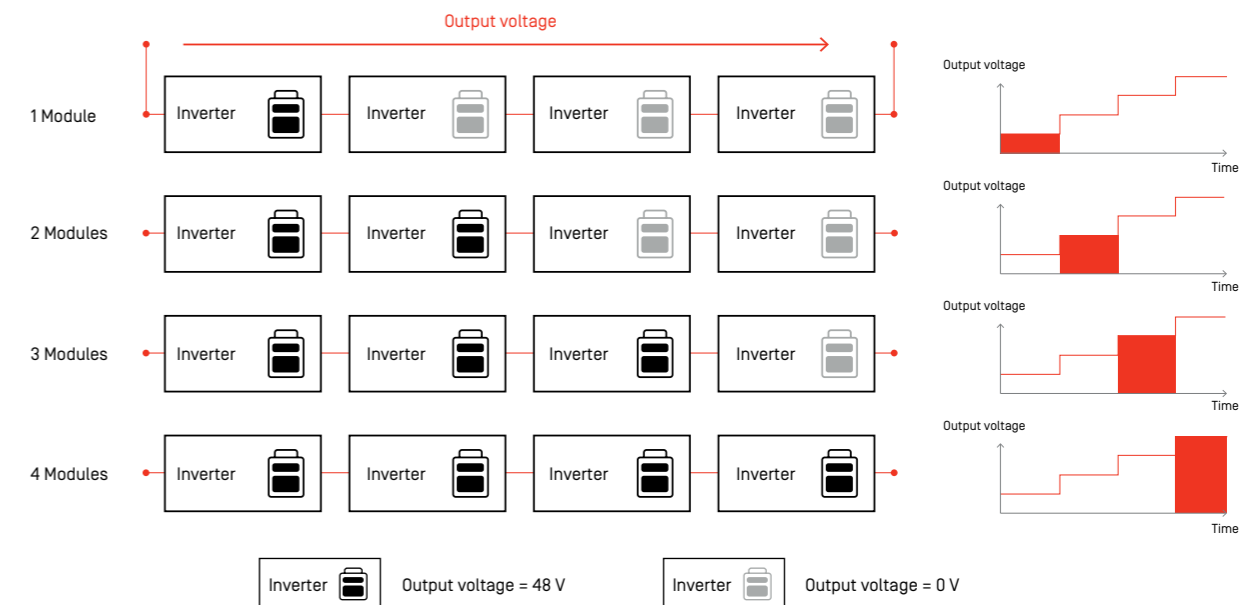 Output voltage
1 Module
Inverter
Inverter
Inverter
Inverter
Output voltage
Time
2 Modules
Inverter
Inverter
Inverter
Inverter
Output voltage
Time
3 Modules
Inverter
Inverter
Inverter
Inverter
Output voltage
Time
4 Modules
Inverter
Inverter
Inverter
Inverter
Output voltage
Time
Inverter
Output voltage = 48 V
Inverter
Output voltage = 0 V